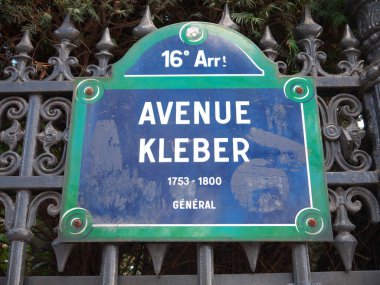 16e Arrt
AVENUE
KLEBER
1753 - 1800
GÉNÉRAL